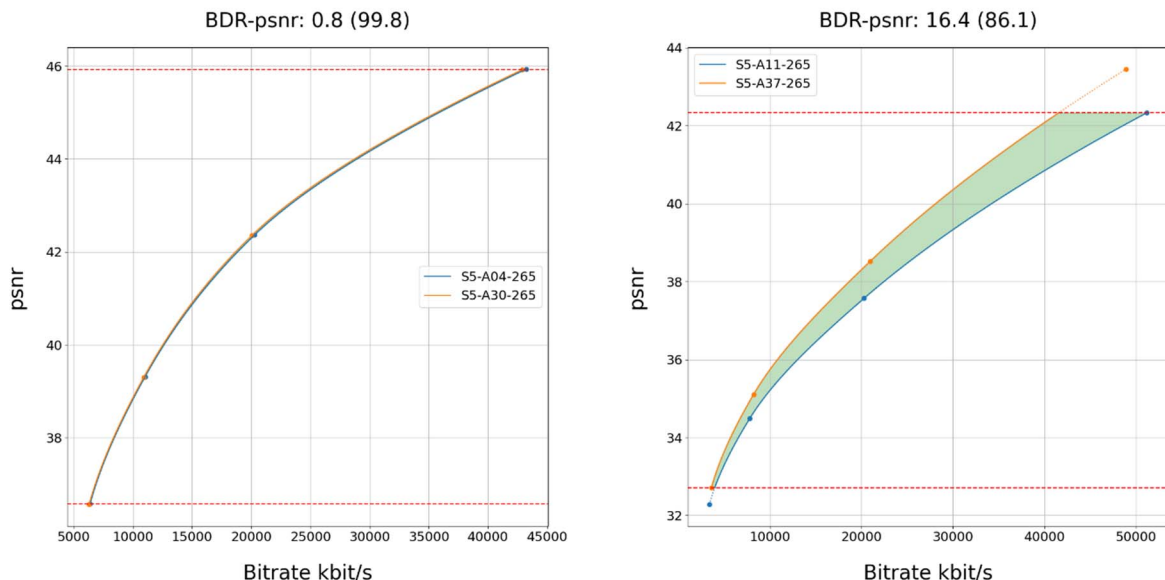 BDR-psnr: 0.8 (99.8)
46
44
42
40
38
psnr
S5-A04-265
S5-A30-265
5000 10000 15000 20000 25000 30000 35000 40000 45000
Bitrate kbit/s
BDR-psnr: 16.4 (86.1)
44
42
40
38
36
34
32
psnr
S5-A11-265
S5-A37-265
10000 20000 30000 40000 50000
Bitrate kbit/s